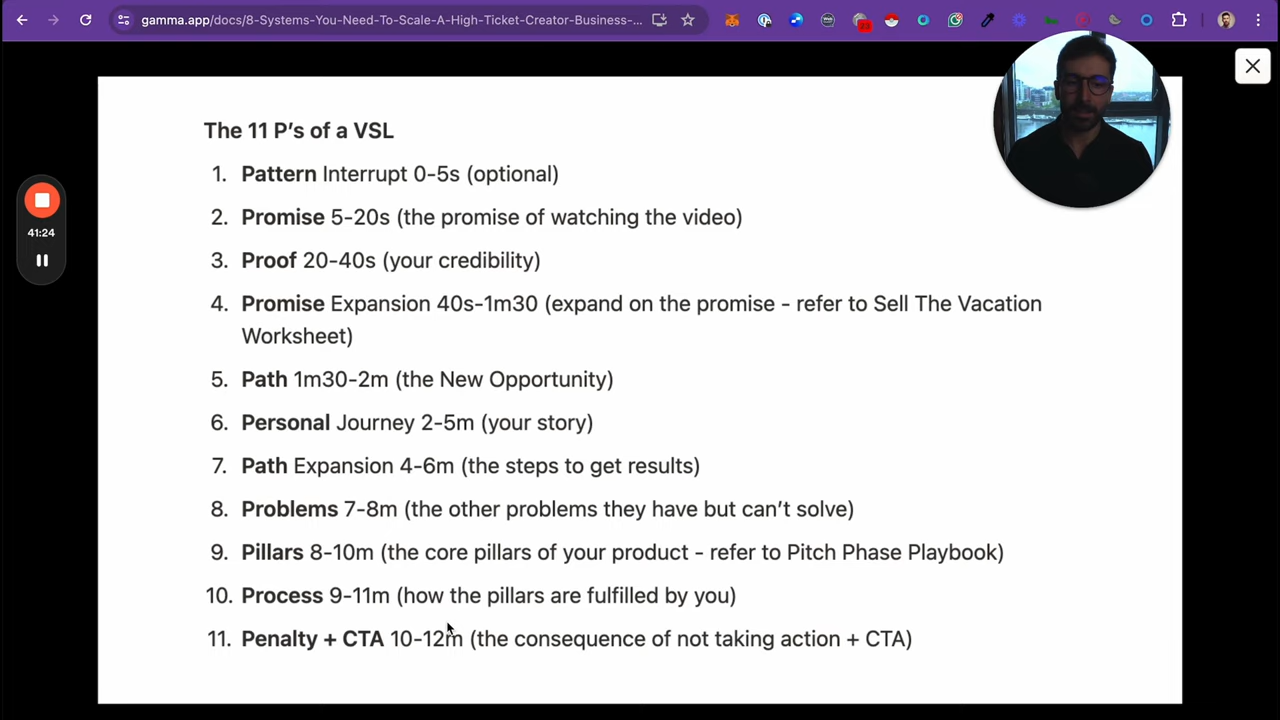 gamma.app/docs/8-Systems-You-Need-To-Scale-A-High-Ticket-Creator-Business-...
23
The 11 P’s of a VSL
1. Pattern Interrupt 0-5s (optional)
2. Promise 5-20s (the promise of watching the video)
3. Proof 20-40s (your credibility)
4. Promise Expansion 40s-1m30 (expand on the promise - refer to Sell The Vacation
Worksheet)
5. Path 1m30-2m (the New Opportunity)
6. Personal Journey 2-5m (your story)
7. Path Expansion 4-6m (the steps to get results)
8. Problems 7-8m (the other problems they have but can’t solve)
9. Pillars 8-10m (the core pillars of your product - refer to Pitch Phase Playbook)
10. Process 9-11m (how the pillars are fulfilled by you)
11. Penalty + CTA 10-12m (the consequence of not taking action + CTA)
41:24